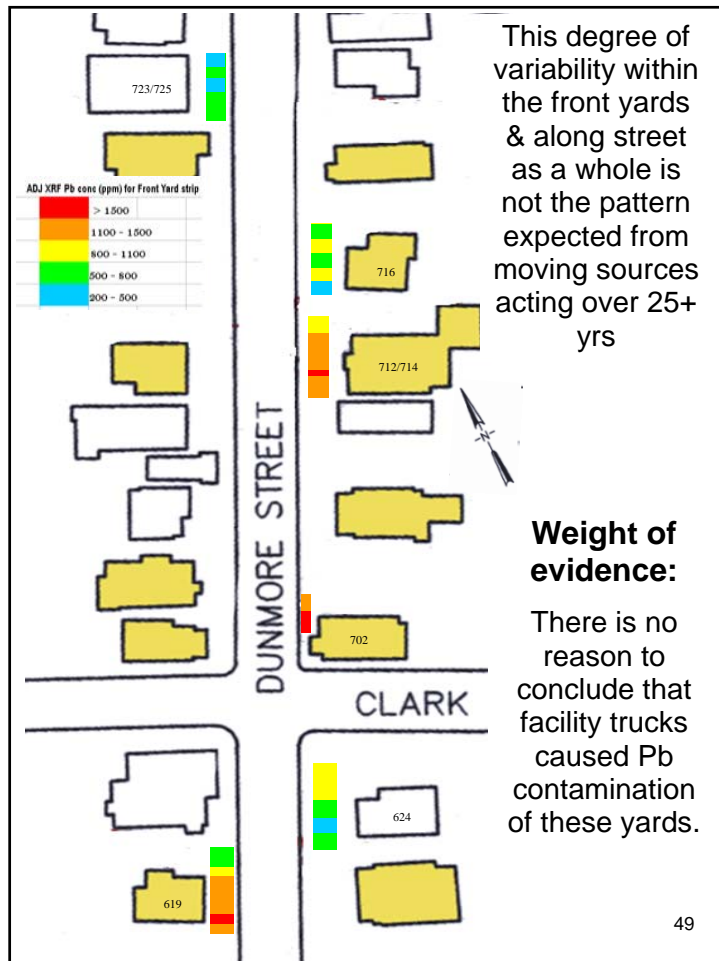 This degree of
variability within
the front yards
& along street
as a whole is
not the pattern
expected from
moving sources
acting over 25+
yrs
723/725
ADJ XRF Pb conc (ppm) for Front Yard strip
> 1500
1100 - 1500
800 - 1100
500 - 800
200 - 500
716
712/714
N
DUNMORE STREET
702
CLARK
624
619
Weight of
evidence:
There is no
reason to
conclude that
facility trucks
caused Pb
contamination
of these yards.
49